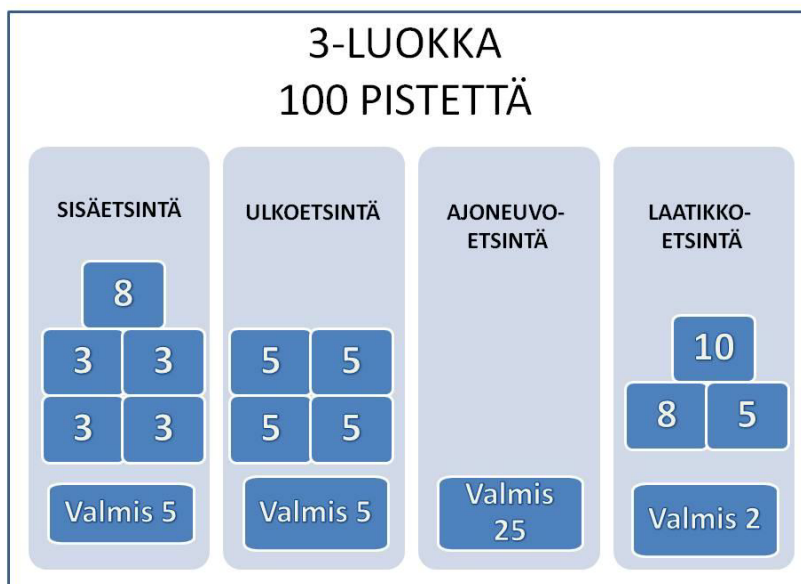 3-LUOKKA
100 PISTETTÄ
SISÄETSINTÄ
8
3 3
3 3
Valmis 5
ULKOETSINTÄ
5 5
5 5
Valmis 5
AJONEUVO-
ETSINTÄ
Valmis
25
LAATIKKO-
ETSINTÄ
10
8 5
Valmis 2